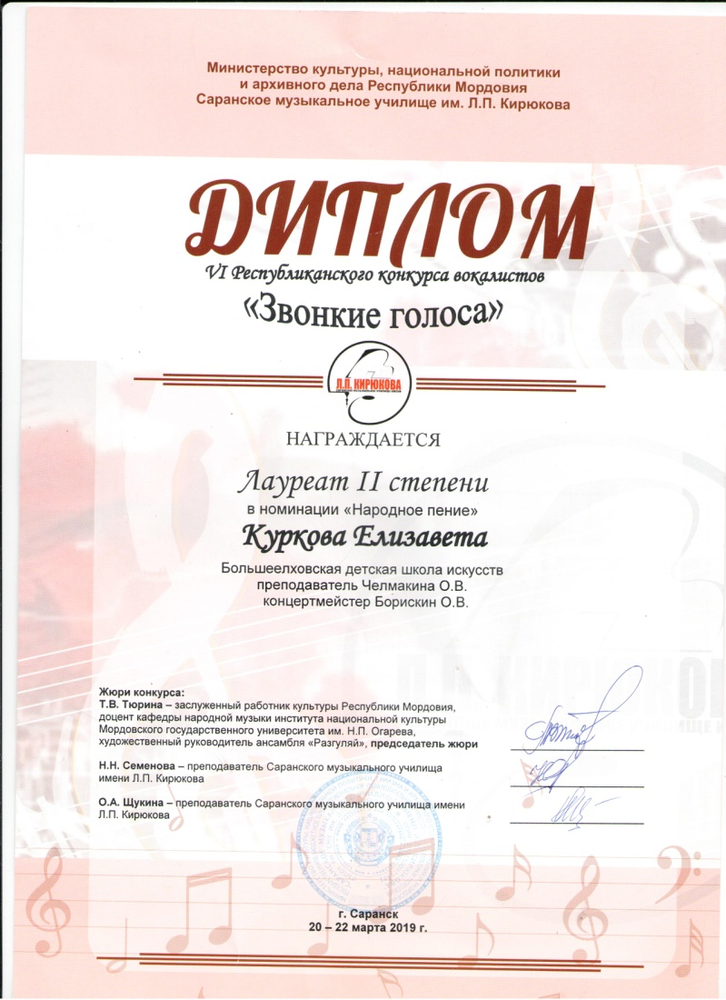 Министерство культуры, национальной политики
и архивного дела Республики Мордовия
Саранское музыкальное училище им. Л.П. Кирюкова
ДИПЛОМ
VI Республиканского конкурса вокалистов
«Звонкие голоса»
Л.П. КИРЮКОВА
НАГРАЖДАЕТСЯ
Лауреат II степени
в номинации «Народное пение»
Куркова Елизавета
Большеелховская детская школа искусств
преподаватель Челмакина О.В.
концертмейстер Борискин О.В.
Жюри конкурса:
Т.В. Тюрина – заслуженный работник культуры Республики Мордовия,
доцент кафедры народной музыки института национальной культуры
Мордовского государственного университета им. Н.П. Огарева,
художественный руководитель ансамбля «Разгуляй», председатель жюри
Н.Н. Семенова – преподаватель Саранского музыкального училища
имени Л.П. Кирюкова
О.А. Щукина – преподаватель Саранского музыкального училища имени
Л.П. Кирюкова
г. Саранск
20 – 22 марта 2019 г.